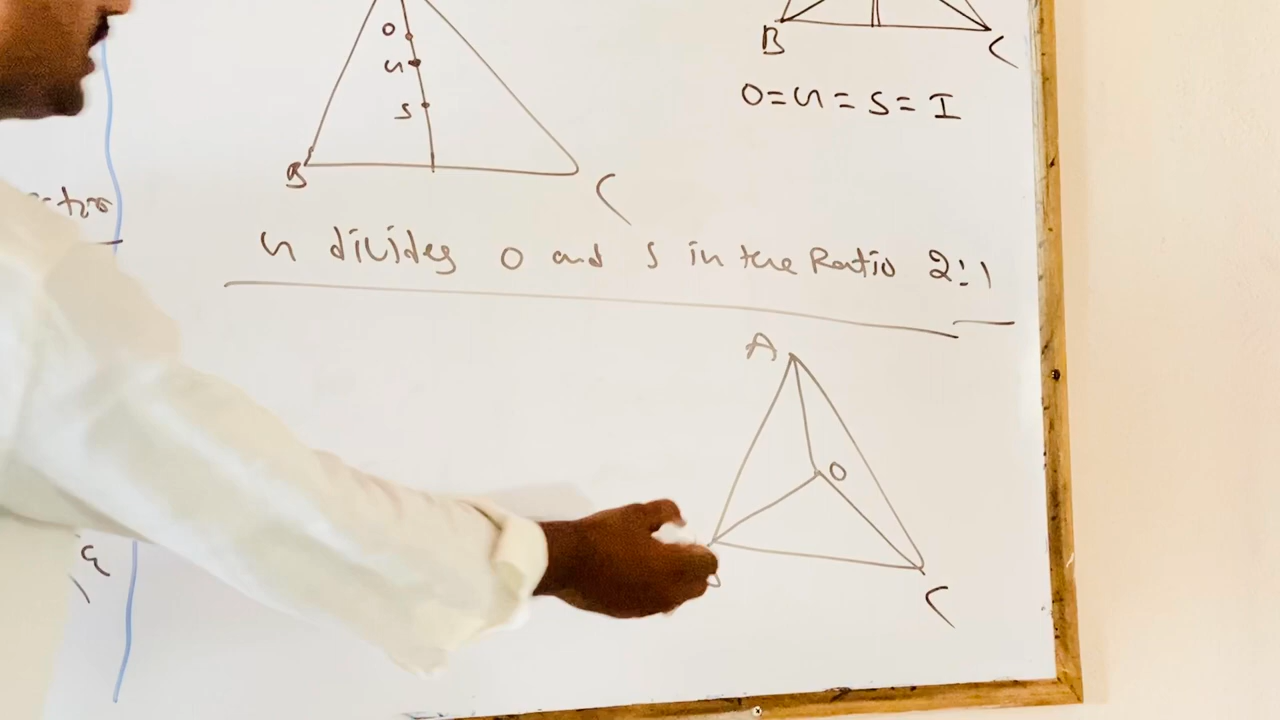 O
G
S
B
C
B
C
O=G=S=I
G divides O and S in the Ratio 2:1
A
O
C